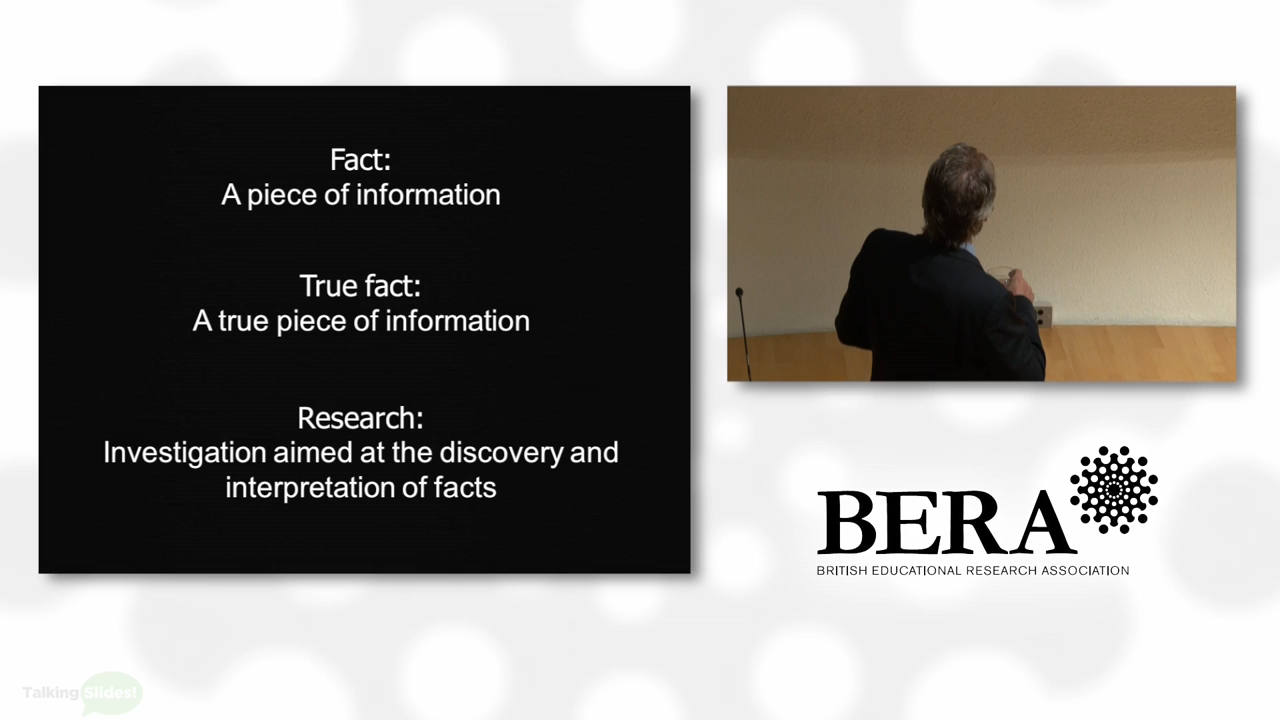 Fact:
A piece of information
True fact:
A true piece of information
Research:
Investigation aimed at the discovery and
interpretation of facts
BERA
BRITISH EDUCATIONAL RESEARCH ASSOCIATION
Talking Slides!